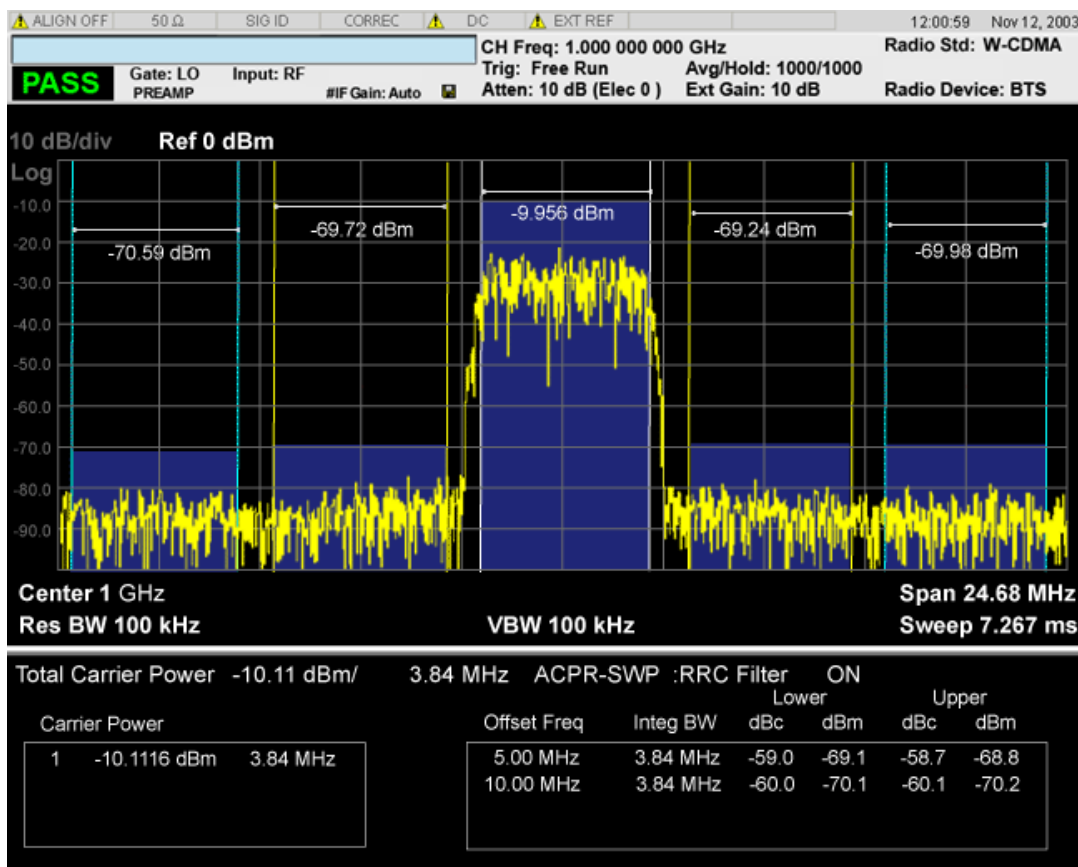 ALIGN OFF 50 Ω SIG ID CORREC DC EXT REF 12:00:59 Nov 12, 2003
CH Freq: 1.000 000 000 GHz Radio Std: W-CDMA
PASS Gate: LO Input: RF Trig: Free Run Avg/Hold: 1000/1000
PREAMP #IF Gain: Auto Atten: 10 dB (Elec 0 ) Ext Gain: 10 dB Radio Device: BTS
10 dB/div Ref 0 dBm
Log
-10.0
-9.956 dBm
-69.72 dBm -69.24 dBm
-20.0
-70.59 dBm -69.98 dBm
-30.0
-40.0
-50.0
-60.0
-70.0
-80.0
-90.0
Center 1 GHz Span 24.68 MHz
Res BW 100 kHz VBW 100 kHz Sweep 7.267 ms
Total Carrier Power -10.11 dBm/ 3.84 MHz ACPR-SWP :RRC Filter ON
Lower Upper
Carrier Power Offset Freq Integ BW dBc dBm dBc dBm
1 -10.1116 dBm 3.84 MHz 5.00 MHz 3.84 MHz -59.0 -69.1 -58.7 -68.8
10.00 MHz 3.84 MHz -60.0 -70.1 -60.1 -70.2